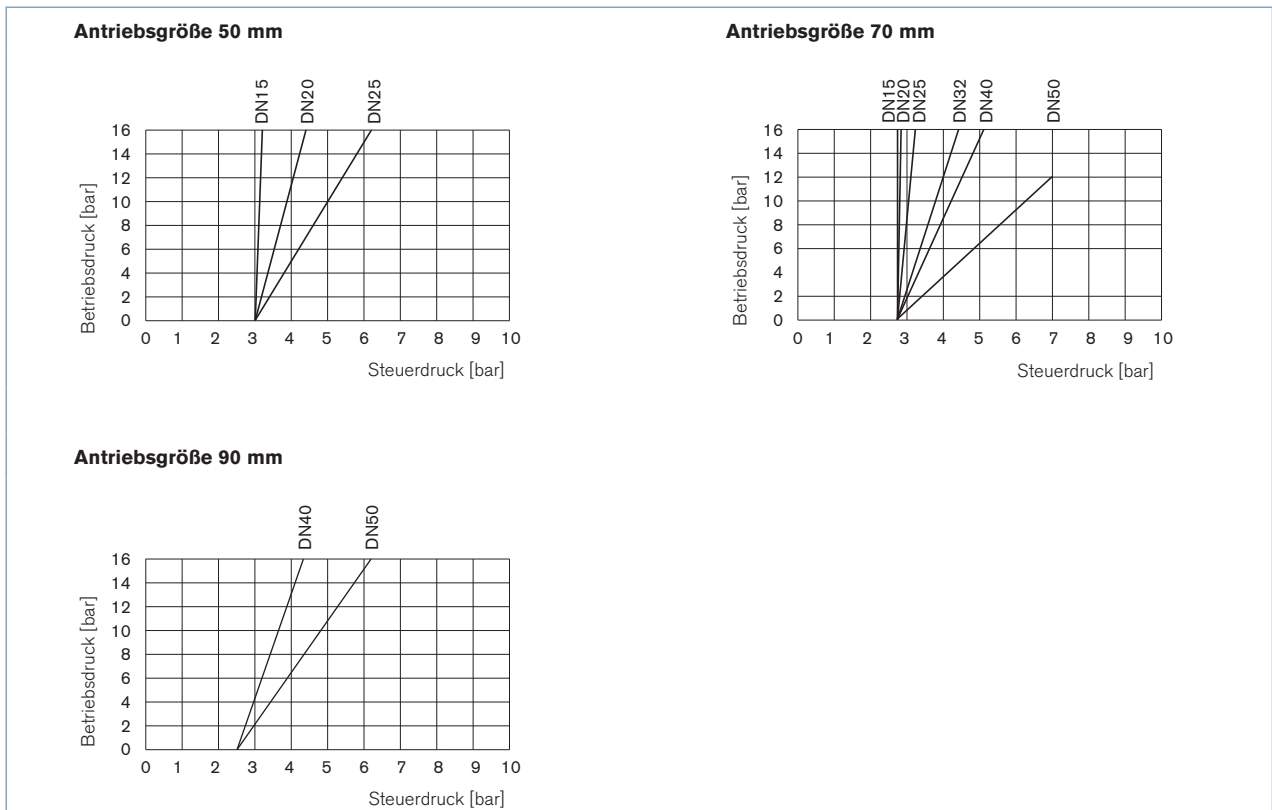 Antriebsgröße 50 mm
DN15
DN20
DN25
16
14
12
10
8
6
4
2
0
Betriebsdruck [bar]
0 1 2 3 4 5 6 7 8 9 10
Steuerdruck [bar]
Antriebsgröße 70 mm
DN15
DN20
DN25
DN32
DN40
DN50
16
14
12
10
8
6
4
2
0
Betriebsdruck [bar]
0 1 2 3 4 5 6 7 8 9 10
Steuerdruck [bar]
Antriebsgröße 90 mm
DN40
DN50
16
14
12
10
8
6
4
2
0
Betriebsdruck [bar]
0 1 2 3 4 5 6 7 8 9 10
Steuerdruck [bar]